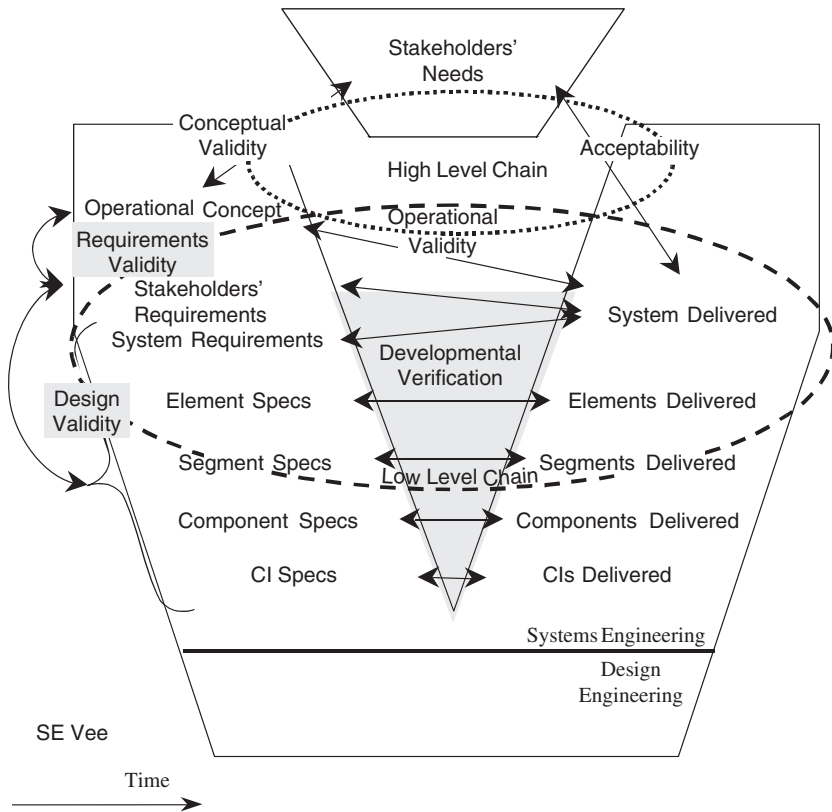 Stakeholders'
Needs
Conceptual
Validity
Acceptability
High Level Chain
Operational Concept
Operational
Validity
Requirements
Validity
Stakeholders'
Requirements
System Requirements
System Delivered
Developmental
Verification
Design
Validity
Element Specs
Elements Delivered
Segment Specs
Low Level Chain
Segments Delivered
Component Specs
Components Delivered
CI Specs
CIs Delivered
Systems Engineering
Design
Engineering
SE Vee
Time